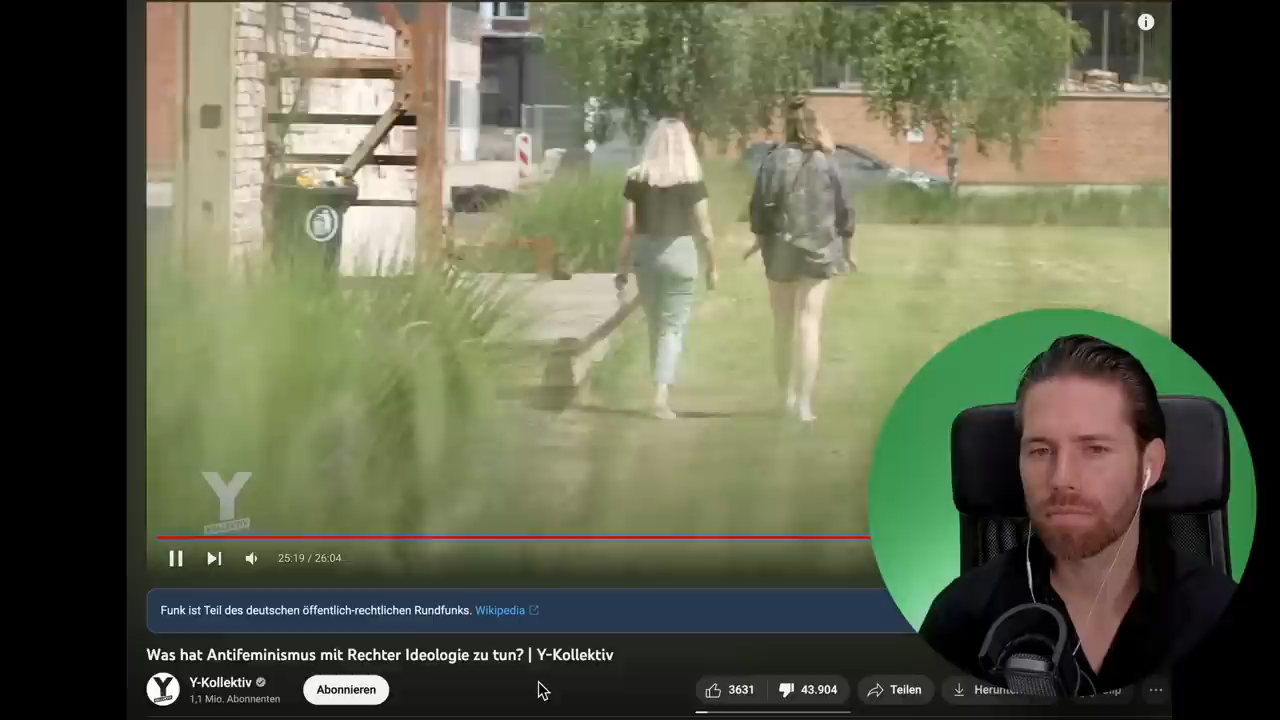 Y
KOLLEKTIV
25:19 / 26:04
Funk ist Teil des deutschen öffentlich-rechtlichen Rundfunks. Wikipedia
Was hat Antifeminismus mit Rechter Ideologie zu tun? | Y-Kollektiv
Y-Kollektiv
1,1 Mio. Abonnenten
Abonnieren
3631
43.904
Teilen